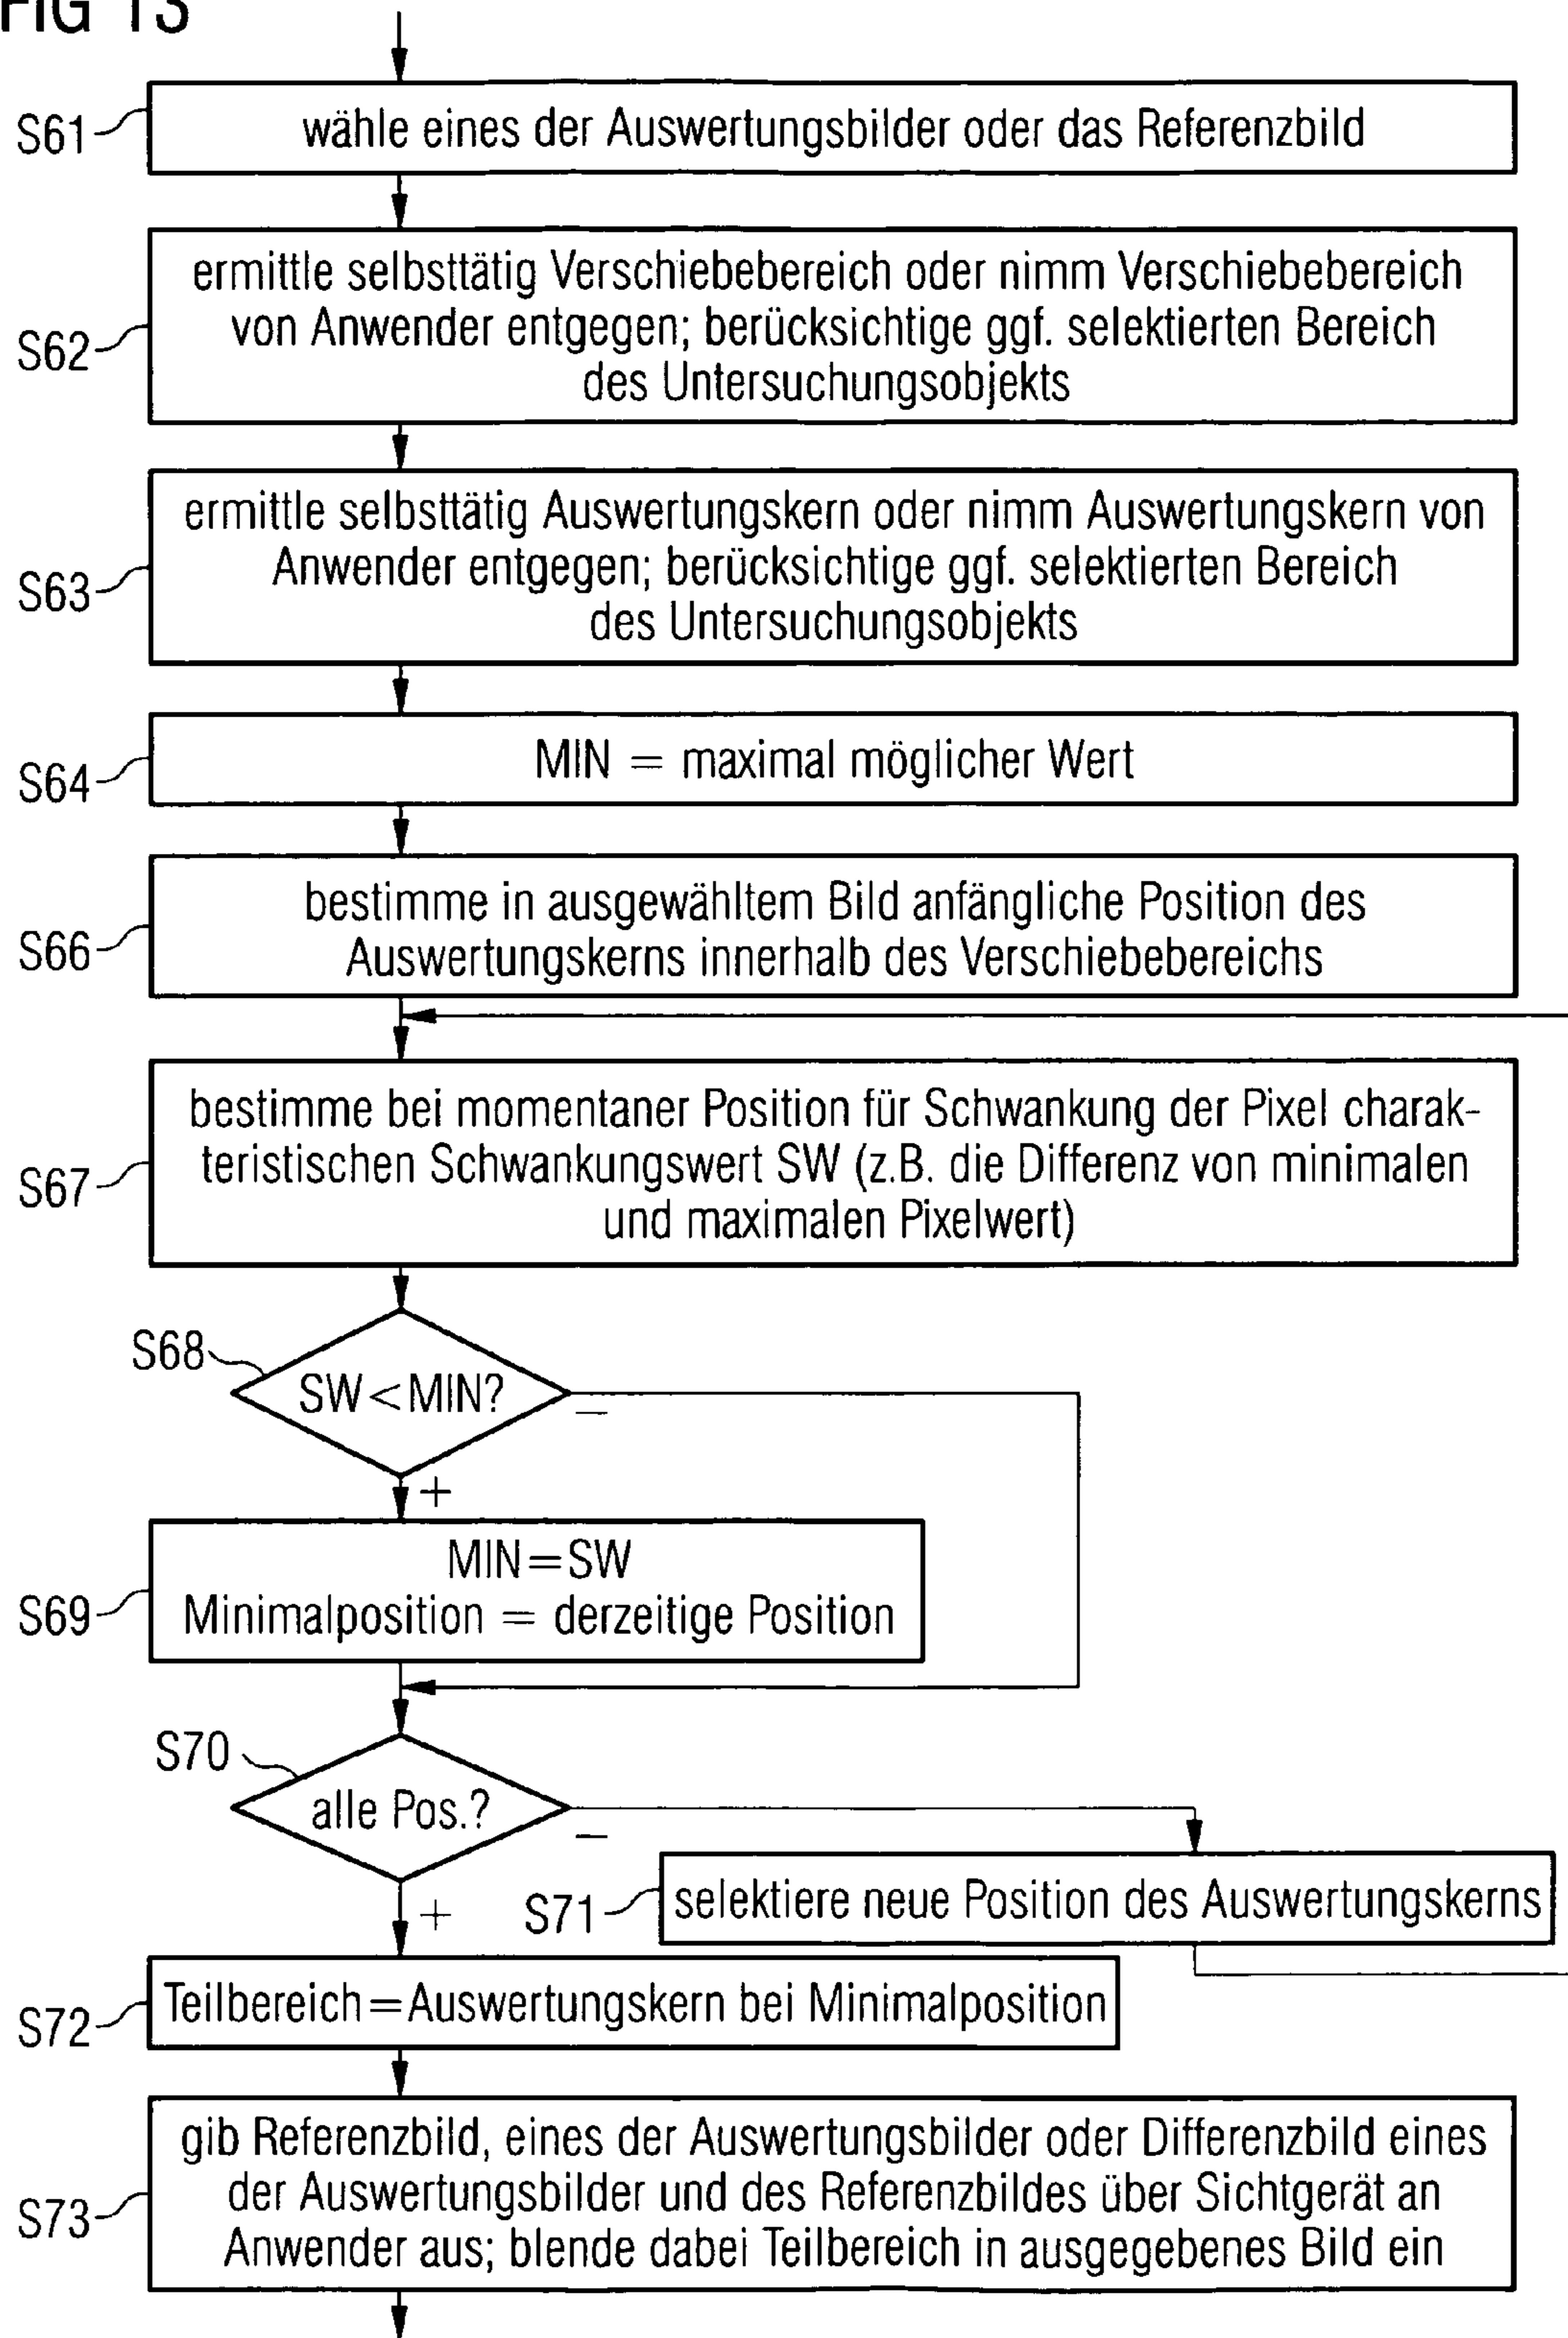 FIG 13
S61
wähle eines der Auswertungsbilder oder das Referenzbild
S62
ermittle selbsttätig Verschiebebereich oder nimm Verschiebebereich
von Anwender entgegen; berücksichtige ggf. selektierten Bereich
des Untersuchungsobjekts
S63
ermittle selbsttätig Auswertungskern oder nimm Auswertungskern von
Anwender entgegen; berücksichtige ggf. selektierten Bereich
des Untersuchungsobjekts
S64
MIN = maximal möglicher Wert
S66
bestimme in ausgewähltem Bild anfängliche Position des
Auswertungskerns innerhalb des Verschiebebereichs
S67
bestimme bei momentaner Position für Schwankung der Pixel charak-
teristischen Schwankungswert SW (z.B. die Differenz von minimalen
und maximalen Pixelwert)
S68
SW<MIN?
–
+
S69
MIN=SW
Minimalposition = derzeitige Position
S70
alle Pos.?
–
+
S71
selektiere neue Position des Auswertungskerns
S72
Teilbereich=Auswertungskern bei Minimalposition
S73
gib Referenzbild, eines der Auswertungsbilder oder Differenzbild eines
der Auswertungsbilder und des Referenzbildes über Sichtgerät an
Anwender aus; blende dabei Teilbereich in ausgegebenes Bild ein